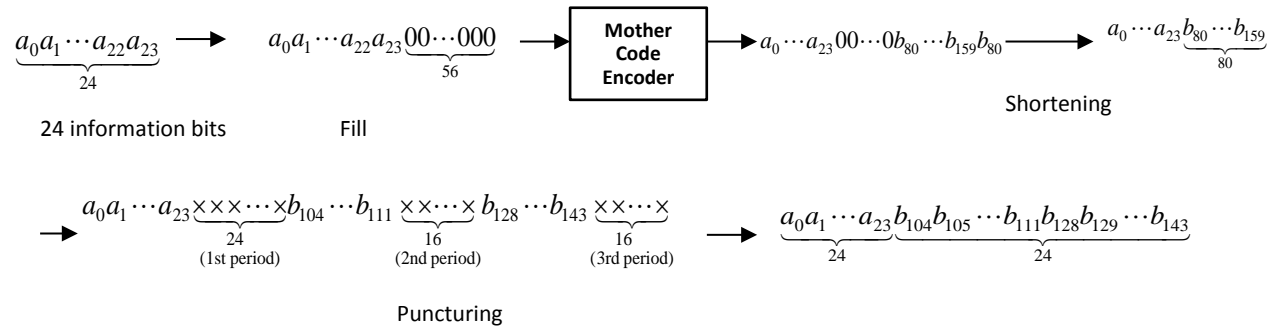 a₀a₁⋯a₂₂a₂₃ a₀a₁⋯a₂₂a₂₃00⋯000 Mother Code Encoder a₀⋯a₂₃00⋯0b₈₀⋯b₁₅₉b₈₀ a₀⋯a₂₃b₈₀⋯b₁₅₉
24 56 80
24 information bits Fill Shortening
a₀a₁⋯a₂₃×××⋯×b₁₀₄⋯b₁₁₁ ××⋯× b₁₂₈⋯b₁₄₃ ××⋯× a₀a₁⋯a₂₃b₁₀₄b₁₀₅⋯b₁₁₁b₁₂₈b₁₂₉⋯b₁₄₃
24 16 16 24 24
(1st period) (2nd period) (3rd period)
Puncturing